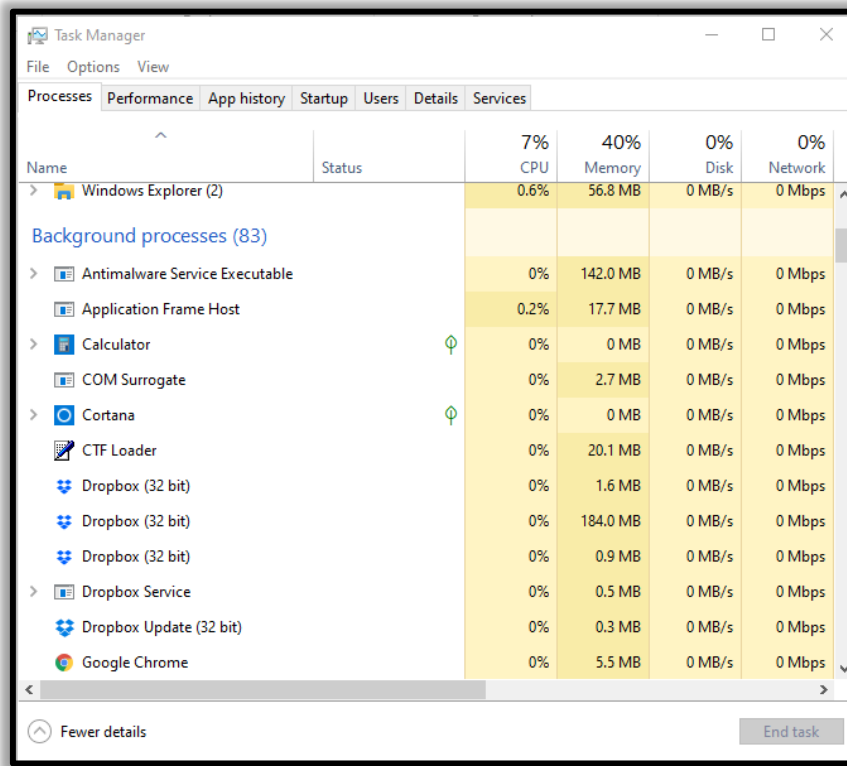 Task Manager
File Options View
Processes Performance App history Startup Users Details Services
7% 40% 0% 0%
Name Status CPU Memory Disk Network
Windows Explorer (2) 0.6% 56.8 MB 0 MB/s 0 Mbps
Background processes (83)
Antimalware Service Executable 0% 142.0 MB 0 MB/s 0 Mbps
Application Frame Host 0.2% 17.7 MB 0 MB/s 0 Mbps
Calculator 0% 0 MB 0 MB/s 0 Mbps
COM Surrogate 0% 2.7 MB 0 MB/s 0 Mbps
Cortana 0% 0 MB 0 MB/s 0 Mbps
CTF Loader 0% 20.1 MB 0 MB/s 0 Mbps
Dropbox (32 bit) 0% 1.6 MB 0 MB/s 0 Mbps
Dropbox (32 bit) 0% 184.0 MB 0 MB/s 0 Mbps
Dropbox (32 bit) 0% 0.9 MB 0 MB/s 0 Mbps
Dropbox Service 0% 0.5 MB 0 MB/s 0 Mbps
Dropbox Update (32 bit) 0% 0.3 MB 0 MB/s 0 Mbps
Google Chrome 0% 5.5 MB 0 MB/s 0 Mbps
Fewer details End task